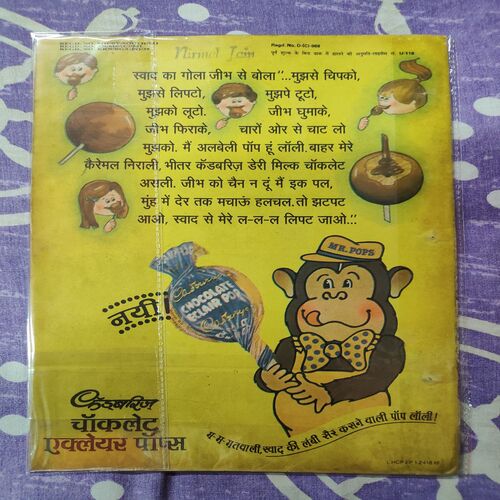 Regd. No. D-(C)-969
Nirmal Jain
स्वाद का गोला जीभ से बोला"...मुझसे चिपको,
मुझसे लिपटो, मुझपे टूटो,
मुझको लूटो. जीभ घुमाके,
जीभ फिराके, चारों ओर से चाट लो
मुझको. मैं अलबेली पॉप हूं लॉली. बाहर मेरे
कैरेमल निराली, भीतर कॅडबरिज़ डेरी मिल्क चॉकलेट
असली. जीभ को चैन न दूं मैं इक पल,
मुंह में देर तक मचाऊं हलचल. तो झटपट
आओ, स्वाद से मेरे ल-ल-ल लिपट जाओ..."
MR. POPS
Cadbury's
CHOCOLATE
ECLAIR POP
Cadbury's
नयी!
कॅडबरिज़
चॉकलेट
एक्लेयर पॉप्स
म-म-मतवाली, स्वाद की लंबी सैर कराने वाली पॉप लॉली!